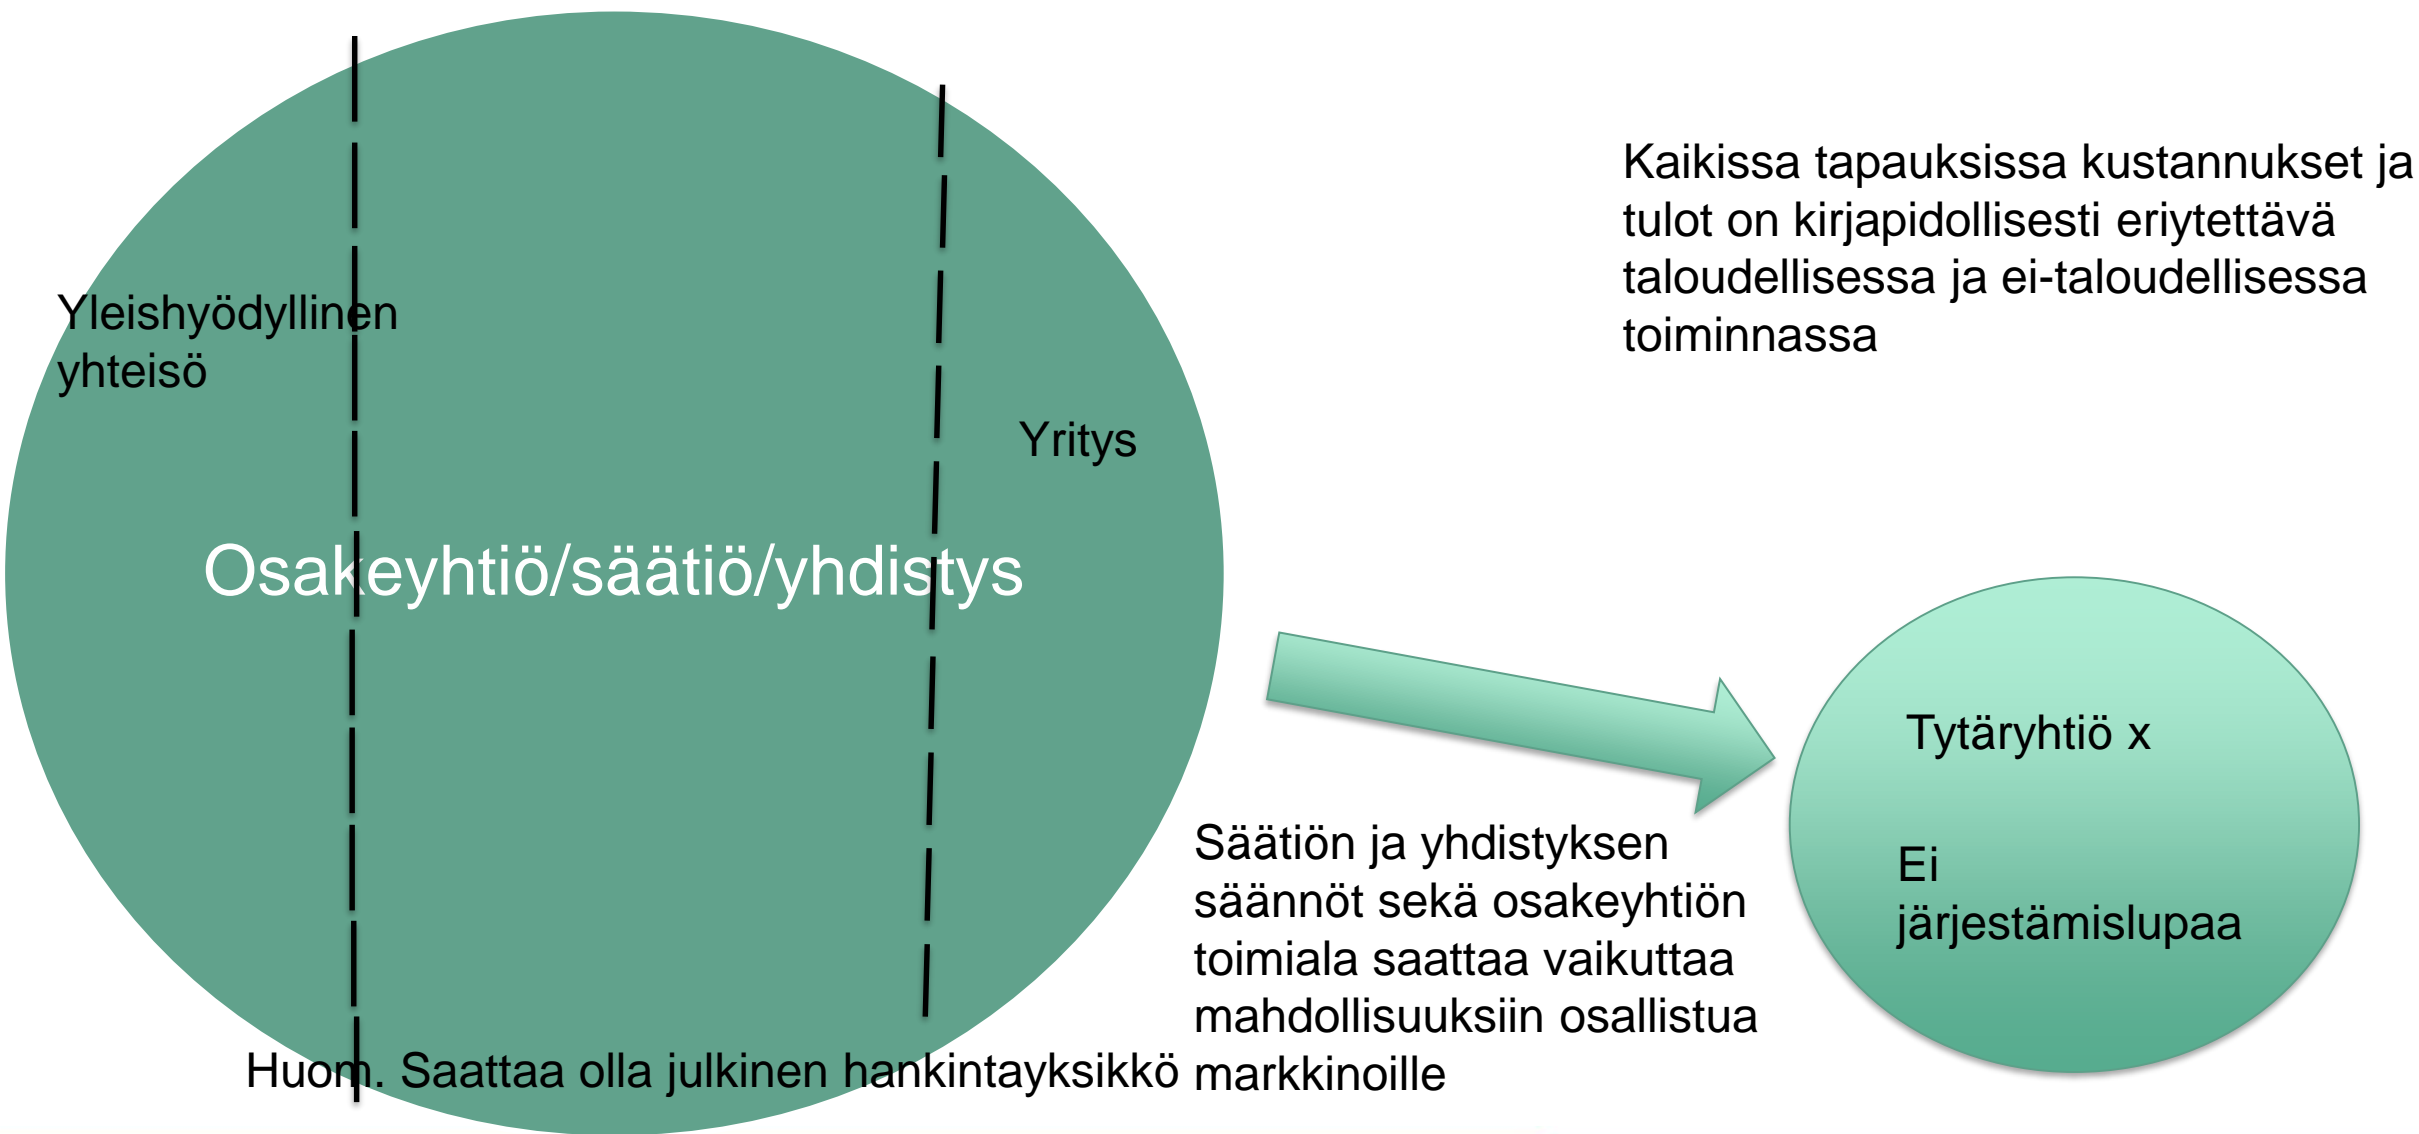 Kaikissa tapauksissa kustannukset ja
tulot on kirjapidollisesti eriytettävä
taloudellisessa ja ei-taloudellisessa
toiminnassa
Yleishyödyllinen
yhteisö
Yritys
Osakeyhtiö/säätiö/yhdistys
Tytäryhtiö x
Ei
järjestämislupaa
Säätiön ja yhdistyksen
säännöt sekä osakeyhtiön
toimiala saattaa vaikuttaa
mahdollisuuksiin osallistua
markkinoille
Huom. Saattaa olla julkinen hankintayksikkö